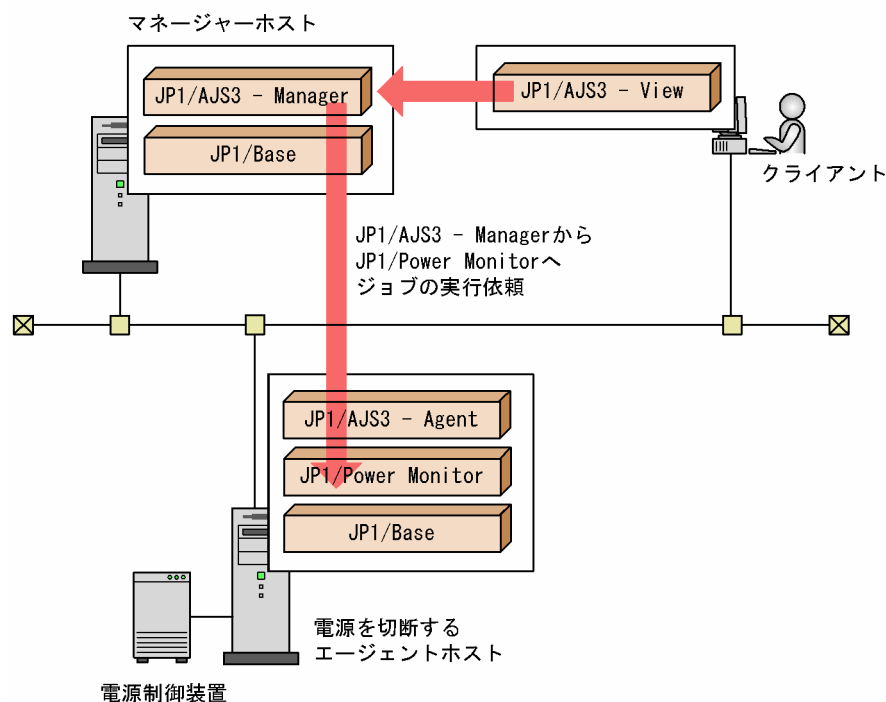 マネージャーホスト
JP1/AJS3 - Manager
JP1/AJS3 - View
JP1/Base
クライアント
JP1/AJS3 - Managerから
JP1/Power Monitorへ
ジョブの実行依頼
JP1/AJS3 - Agent
JP1/Power Monitor
JP1/Base
電源を切断する
エージェントホスト
電源制御装置